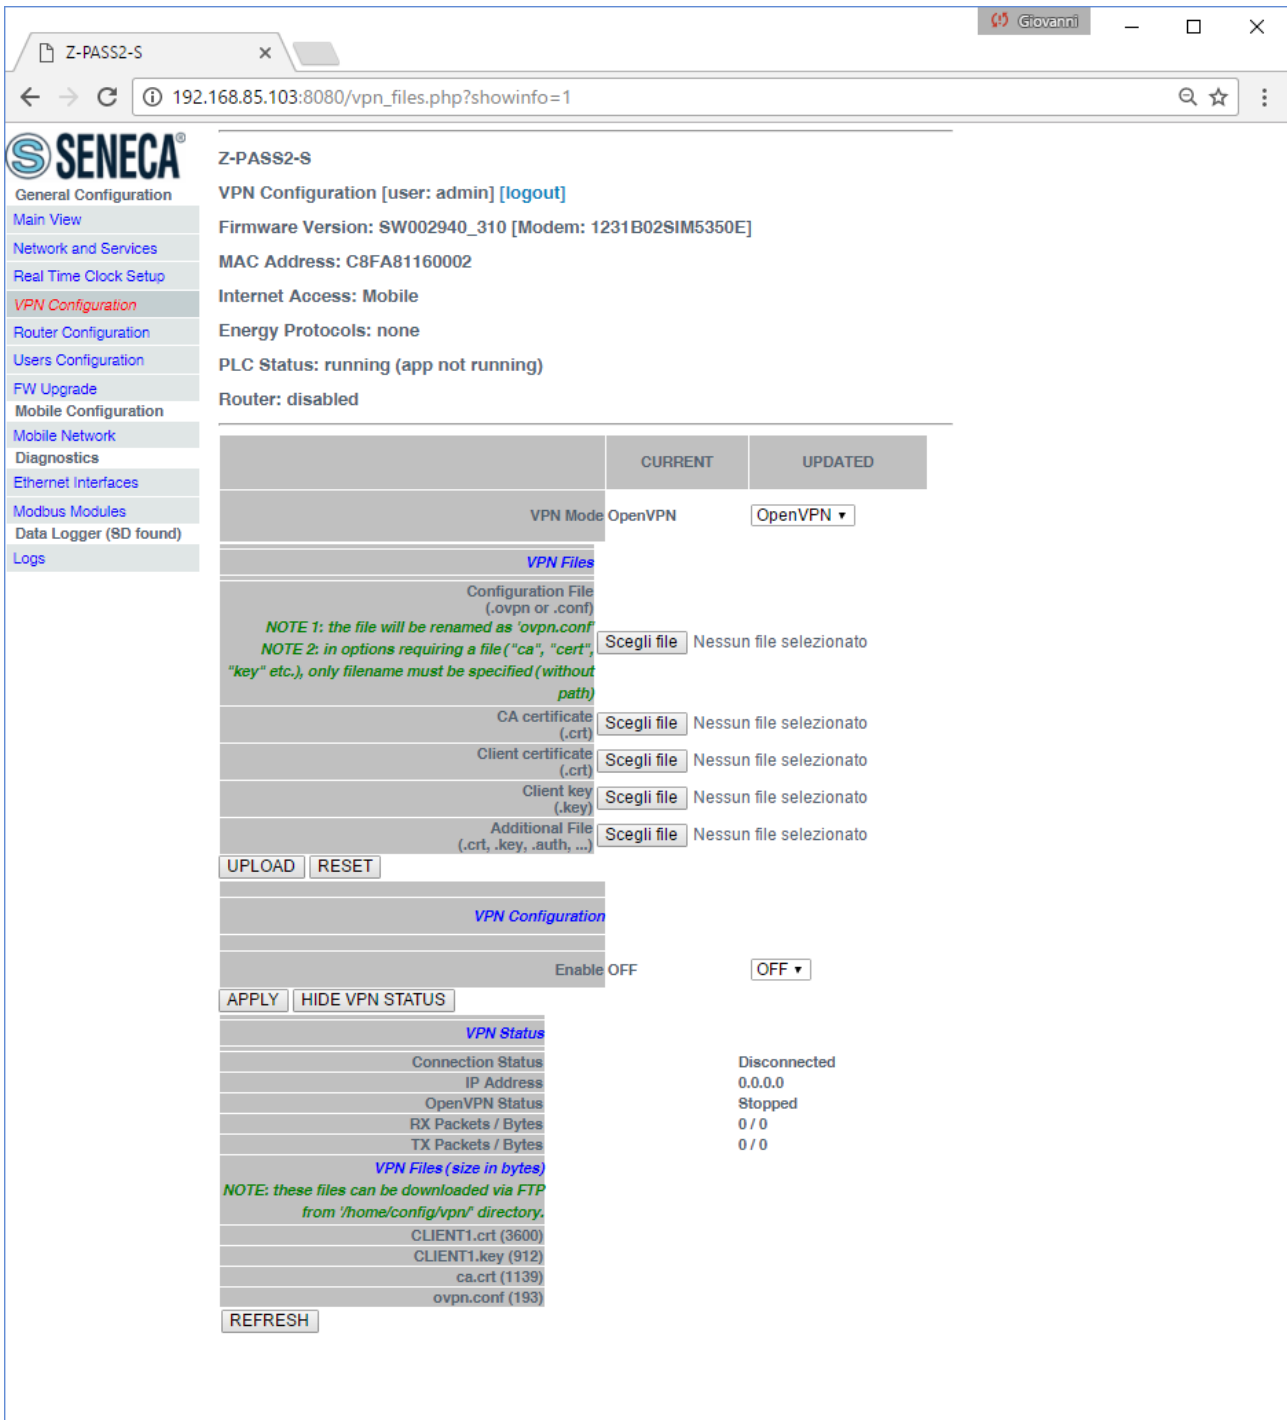 Giovanni
Z-PASS2-S
192.168.85.103:8080/vpn_files.php?showinfo=1
SENECA®
General Configuration
Main View
Network and Services
Real Time Clock Setup
VPN Configuration
Router Configuration
Users Configuration
FW Upgrade
Mobile Configuration
Mobile Network
Diagnostics
Ethernet Interfaces
Modbus Modules
Data Logger (SD found)
Logs
Z-PASS2-S
VPN Configuration [user: admin] [logout]
Firmware Version: SW002940_310 [Modem: 1231B02SIM5350E]
MAC Address: C8FA81160002
Internet Access: Mobile
Energy Protocols: none
PLC Status: running (app not running)
Router: disabled
CURRENT UPDATED
VPN Mode OpenVPN OpenVPN
VPN Files
Configuration File
(.ovpn or .conf)
NOTE 1: the file will be renamed as 'ovpn.conf'
NOTE 2: in options requiring a file ("ca", "cert",
"key" etc.), only filename must be specified (without
path)
Scegli file Nessun file selezionato
CA certificate
(.crt)
Scegli file Nessun file selezionato
Client certificate
(.crt)
Scegli file Nessun file selezionato
Client key
(.key)
Scegli file Nessun file selezionato
Additional File
(.crt, .key, .auth, ...)
Scegli file Nessun file selezionato
UPLOAD RESET
VPN Configuration
Enable OFF OFF
APPLY HIDE VPN STATUS
VPN Status
Connection Status Disconnected
IP Address 0.0.0.0
OpenVPN Status Stopped
RX Packets / Bytes 0 / 0
TX Packets / Bytes 0 / 0
VPN Files (size in bytes)
NOTE: these files can be downloaded via FTP
from '/home/config/vpn/' directory.
CLIENT1.crt (3600)
CLIENT1.key (912)
ca.crt (1139)
ovpn.conf (193)
REFRESH